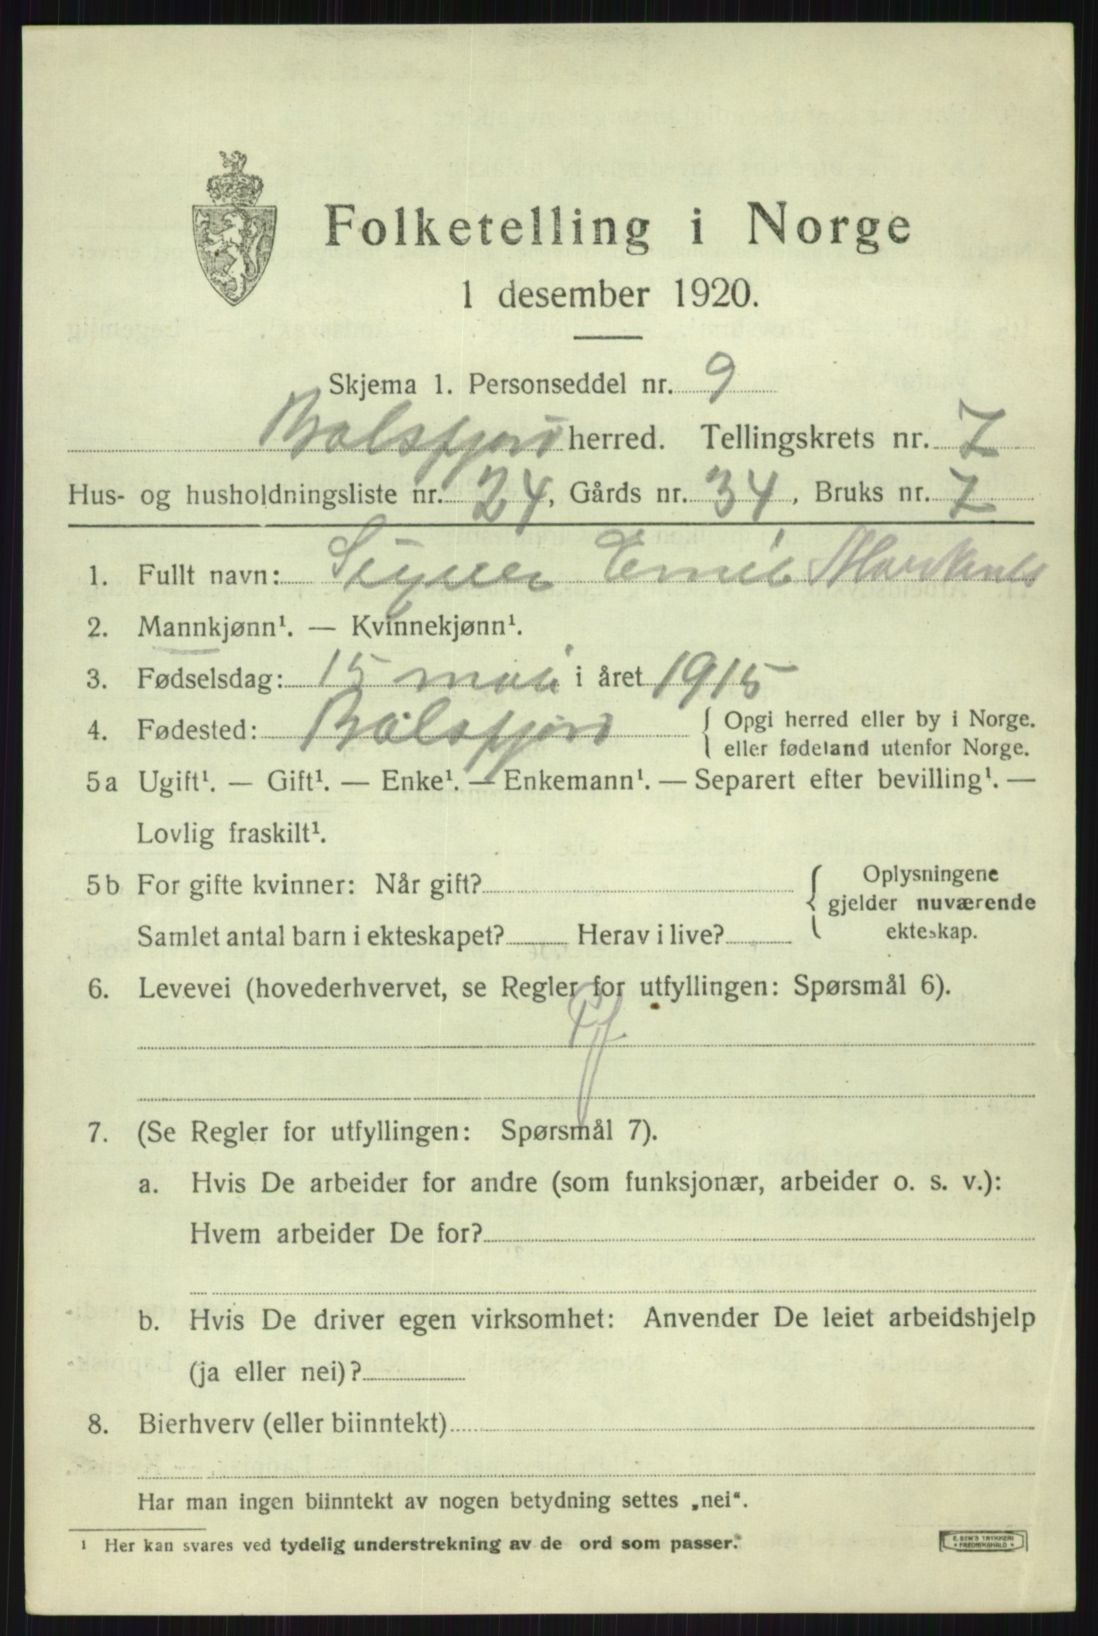 Folketelling i Norge
1 desember 1920.
Skjema 1. Personseddel nr. 9
Balsfjord herred. Tellingskrets nr. 7
Hus- og husholdningsliste nr. 24, Gårds nr. 34, Bruks nr. 7
1. Fullt navn: Emil
2. Mannkjønn¹. — Kvinnekjønn¹.
3. Fødselsdag: 15 mai i året 1915
4. Fødested: Balsfjord { Opgi herred eller by i Norge.
eller fødeland utenfor Norge.
5a Ugift¹. — Gift¹. — Enke¹. — Enkemann¹. — Separert efter bevilling¹. —
Lovlig fraskilt¹.
5b For gifte kvinner: Når gift? { Oplysningene
gjelder nuværende
Samlet antal barn i ekteskapet? Herav i live? ekteskap.
6. Levevei (hovederhvervet, se Regler for utfyllingen: Spørsmål 6).
7. (Se Regler for utfyllingen: Spørsmål 7).
a. Hvis De arbeider for andre (som funksjonær, arbeider o. s. v.):
Hvem arbeider De for?
b. Hvis De driver egen virksomhet: Anvender De leiet arbeidshjelp
(ja eller nei)?
8. Bierhverv (eller biinntekt)
Har man ingen biinntekt av nogen betydning settes „nei“.
¹ Her kan svares ved tydelig understrekning av de ord som passer.